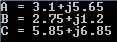 A = 3.1+j5.65
B = 2.75+j1.2
C = 5.85+j6.85